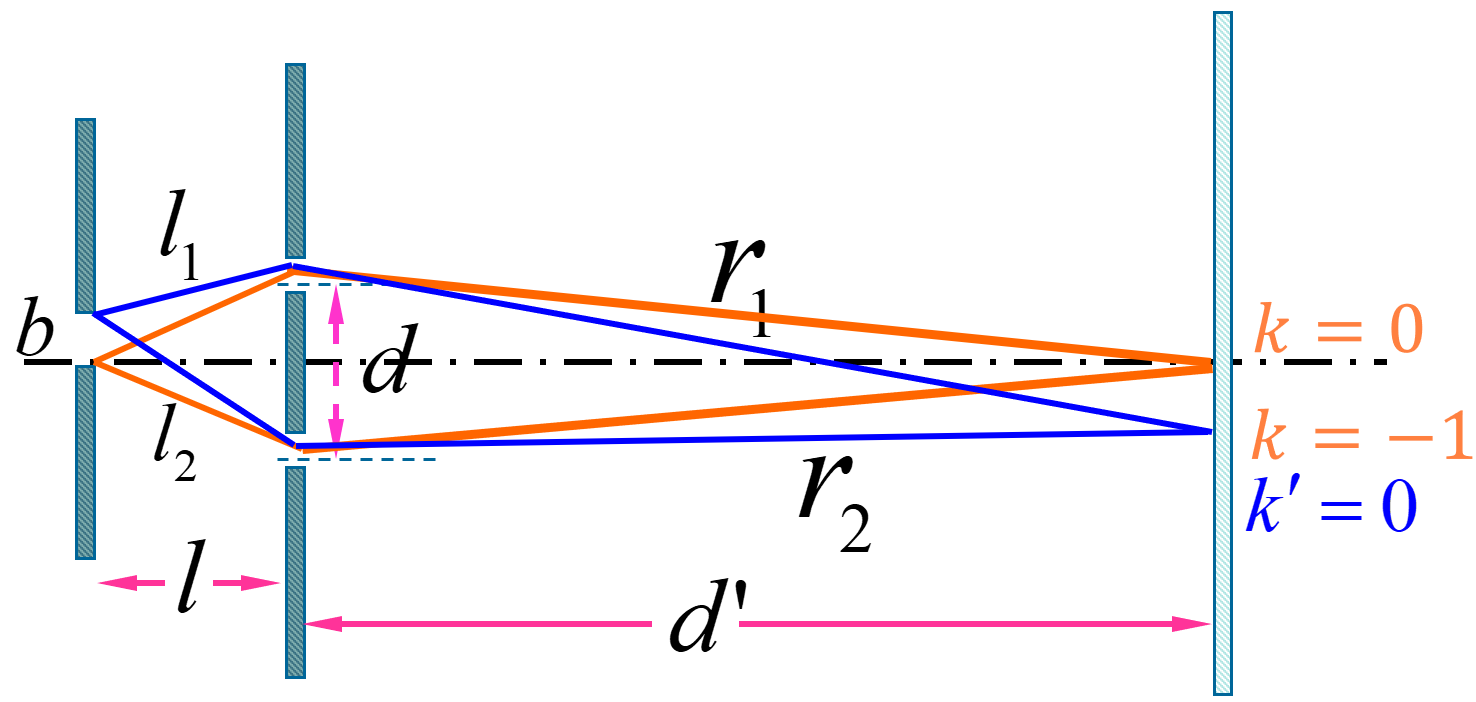 l₁
r₁
b
k = 0
d
k = −1
l₂
r₂
k′ = 0
l
d'